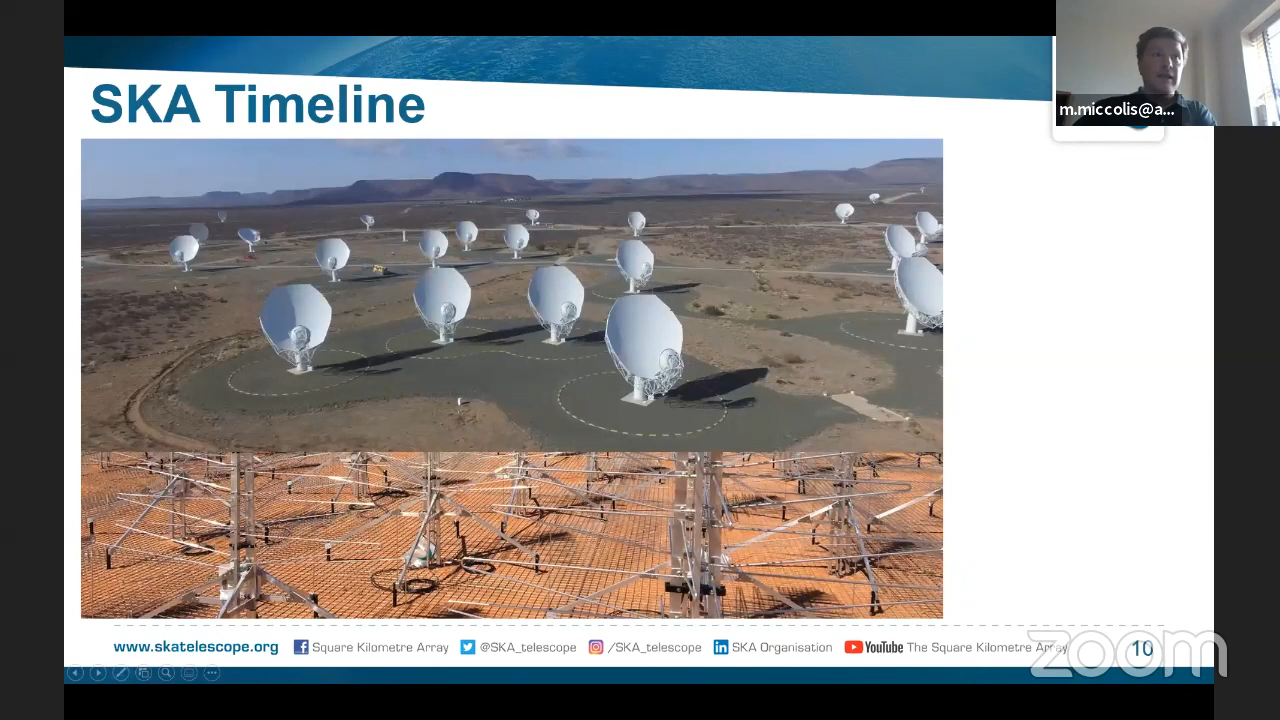 SKA Timeline
m.miccolis@a...
www.skatelescope.org Square Kilometre Array @SKA_telescope /SKA_telescope SKA Organisation YouTube The Square Kilometre Array 10
zoom